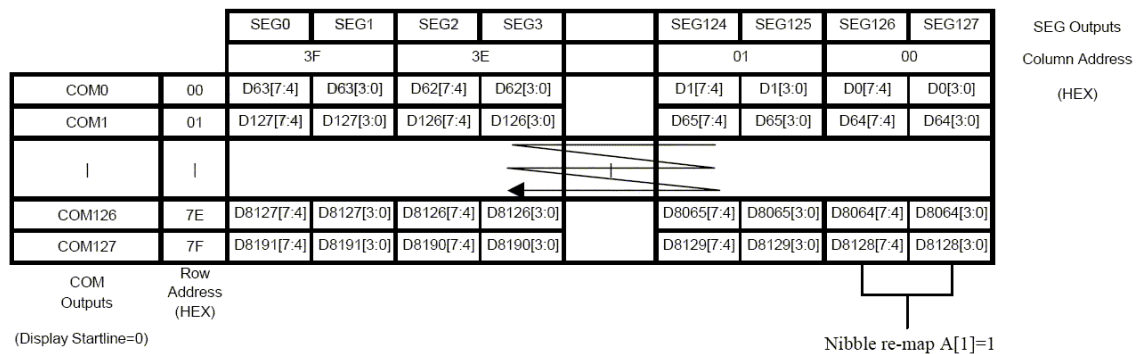 SEG0 SEG1 SEG2 SEG3 SEG124 SEG125 SEG126 SEG127 SEG Outputs
3F 3E 01 00 Column Address
(HEX)
COM0 00 D63[7:4] D63[3:0] D62[7:4] D62[3:0] D1[7:4] D1[3:0] D0[7:4] D0[3:0]
COM1 01 D127[7:4] D127[3:0] D126[7:4] D126[3:0] D65[7:4] D65[3:0] D64[7:4] D64[3:0]
| | |
COM126 7E D8127[7:4] D8127[3:0] D8126[7:4] D8126[3:0] D8065[7:4] D8065[3:0] D8064[7:4] D8064[3:0]
COM127 7F D8191[7:4] D8191[3:0] D8190[7:4] D8190[3:0] D8129[7:4] D8129[3:0] D8128[7:4] D8128[3:0]
COM
Outputs
Row
Address
(HEX)
(Display Startline=0)
Nibble re-map A[1]=1